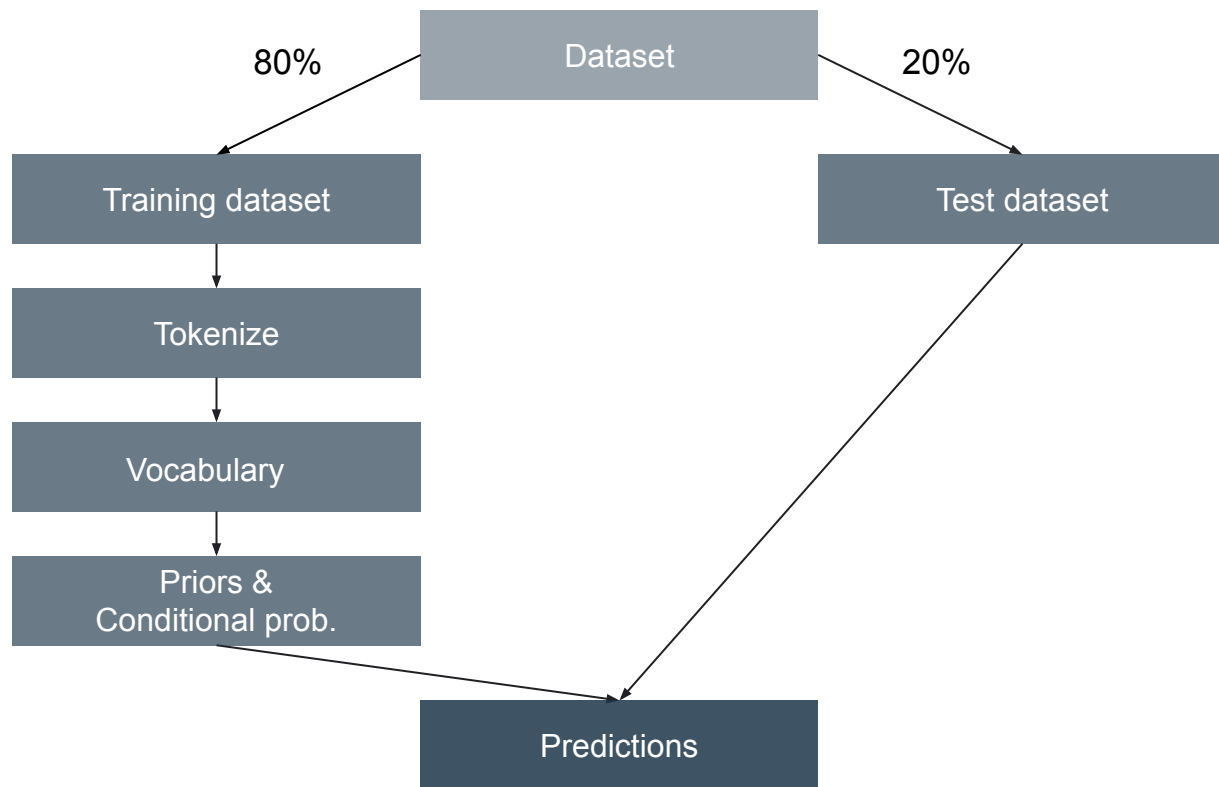 Dataset
80%
20%
Training dataset
Test dataset
Tokenize
Vocabulary
Priors &
Conditional prob.
Predictions